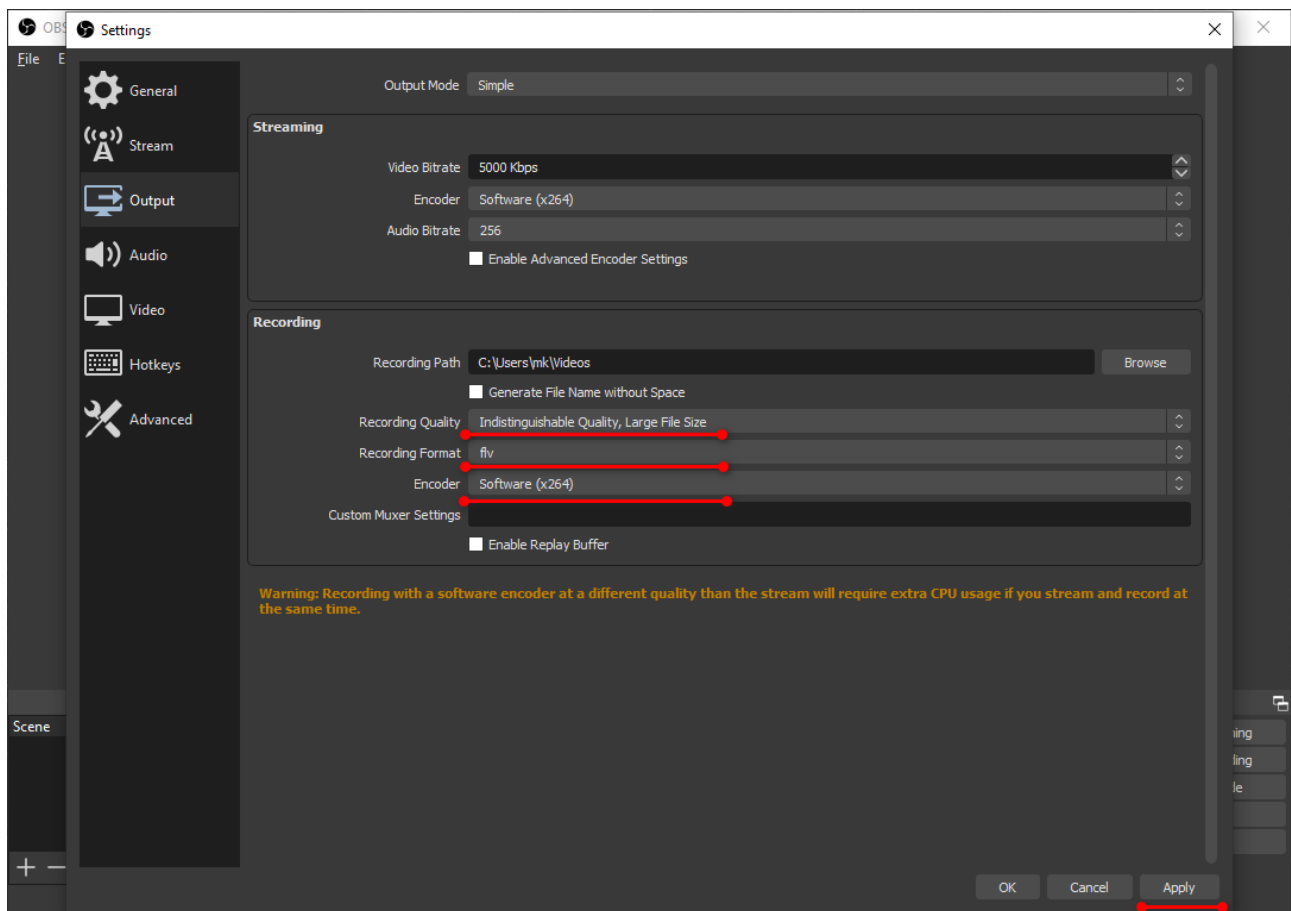 OBS
Settings
File E
General
Stream
Output
Audio
Video
Hotkeys
Advanced
Output Mode Simple
Streaming
Video Bitrate 5000 Kbps
Encoder Software (x264)
Audio Bitrate 256
Enable Advanced Encoder Settings
Recording
Recording Path C:\Users\mk\Videos Browse
Generate File Name without Space
Recording Quality Indistinguishable Quality, Large File Size
Recording Format flv
Encoder Software (x264)
Custom Muxer Settings
Enable Replay Buffer
Warning: Recording with a software encoder at a different quality than the stream will require extra CPU usage if you stream and record at
the same time.
Scene
OK Cancel Apply